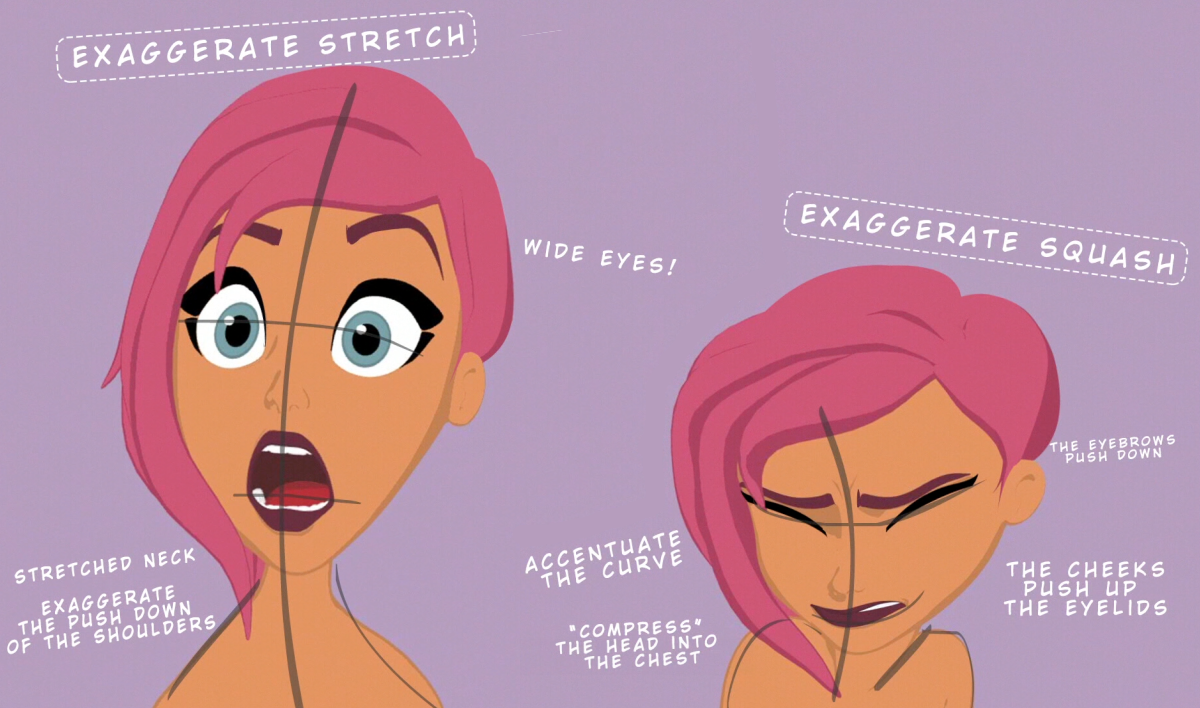 EXAGGERATE STRETCH
WIDE EYES!
STRETCHED NECK
EXAGGERATE
THE PUSH DOWN
OF THE SHOULDERS
EXAGGERATE SQUASH
THE EYEBROWS
PUSH DOWN
ACCENTUATE
THE CURVE
THE CHEEKS
PUSH UP
THE EYELIDS
"COMPRESS"
THE HEAD INTO
THE CHEST